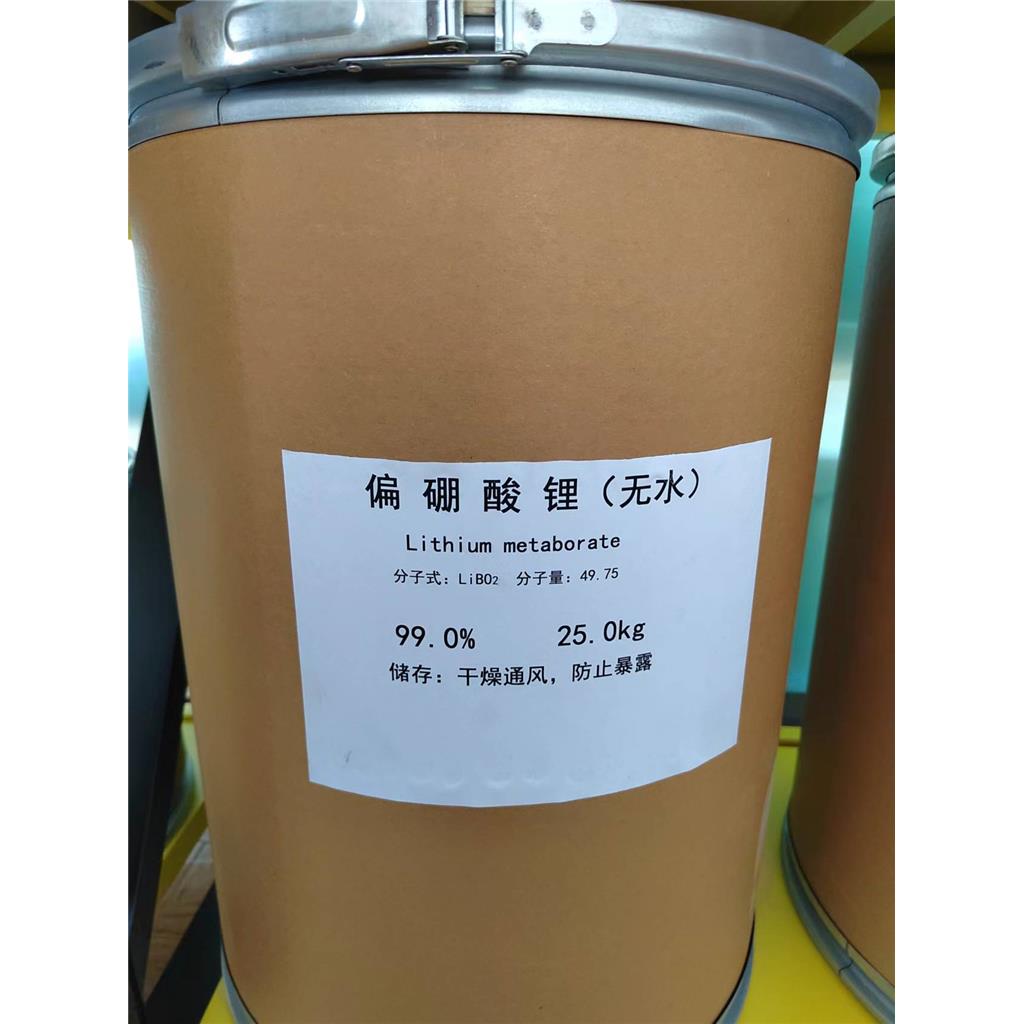 偏硼酸锂（无水）
Lithium metaborate
分子式：LiBO₂ 分子量：49.75
99.0% 25.0kg
储存：干燥通风，防止暴露